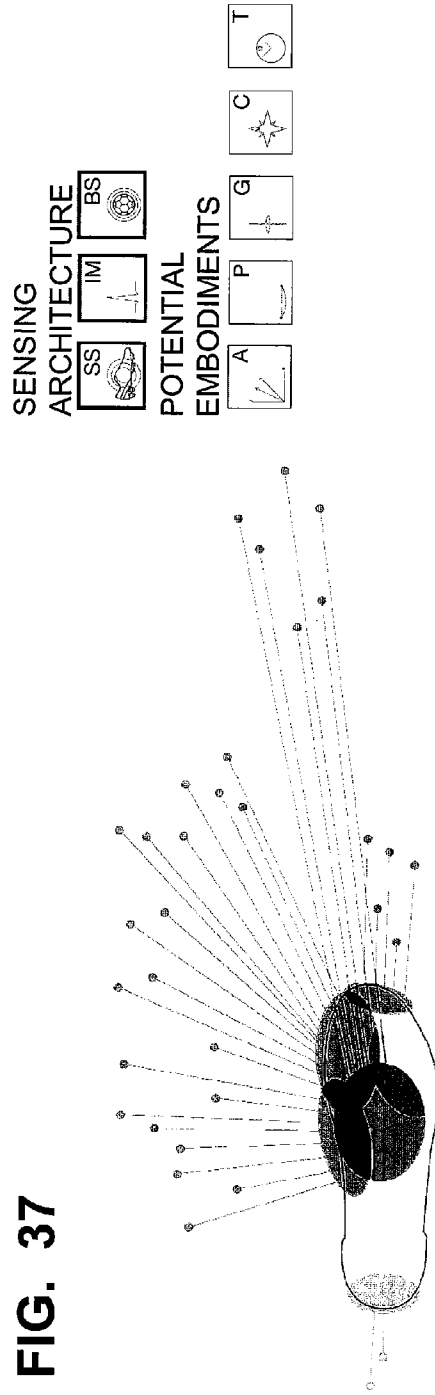 FIG. 37
SENSING
ARCHITECTURE
SS IM BS
POTENTIAL
EMBODIMENTS
A P G C T